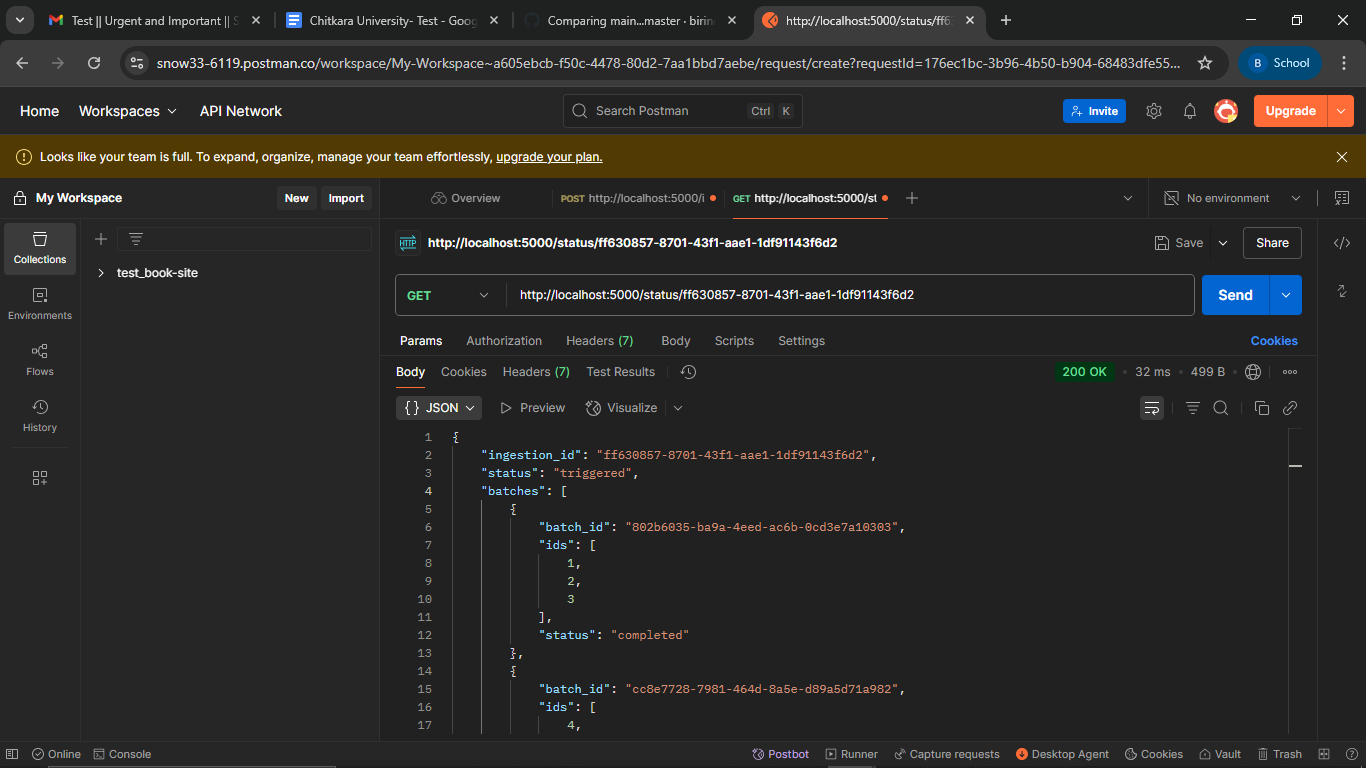 Test || Urgent and Important || S
Chitkara University- Test - Goog
Comparing main...master · birin
http://localhost:5000/status/ff63
snow33-6119.postman.co/workspace/My-Workspace~a605ebcb-f50c-4478-80d2-7aa1bbd7aebe/request/create?requestId=176ec1bc-3b96-4b50-b904-68483dfe55...
B School
Home Workspaces API Network
Search Postman Ctrl K
Invite
Upgrade
Looks like your team is full. To expand, organize, manage your team effortlessly, upgrade your plan.
My Workspace New Import
Overview POST http://localhost:5000/i GET http://localhost:5000/st No environment
Collections
Environments
Flows
History
test_book-site
HTTP http://localhost:5000/status/ff630857-8701-43f1-aae1-1df91143f6d2 Save Share
GET http://localhost:5000/status/ff630857-8701-43f1-aae1-1df91143f6d2 Send
Params Authorization Headers (7) Body Scripts Settings Cookies
Body Cookies Headers (7) Test Results 200 OK • 32 ms • 499 B
{} JSON Preview Visualize
1 {
2 "ingestion_id": "ff630857-8701-43f1-aae1-1df91143f6d2",
3 "status": "triggered",
4 "batches": [
5 {
6 "batch_id": "802b6035-ba9a-4eed-ac6b-0cd3e7a10303",
7 "ids": [
8 1,
9 2,
10 3
11 ],
12 "status": "completed"
13 },
14 {
15 "batch_id": "cc8e7728-7981-464d-8a5e-d89a5d71a982",
16 "ids": [
17 4,
Online Console Postbot Runner Capture requests Desktop Agent Cookies Vault Trash